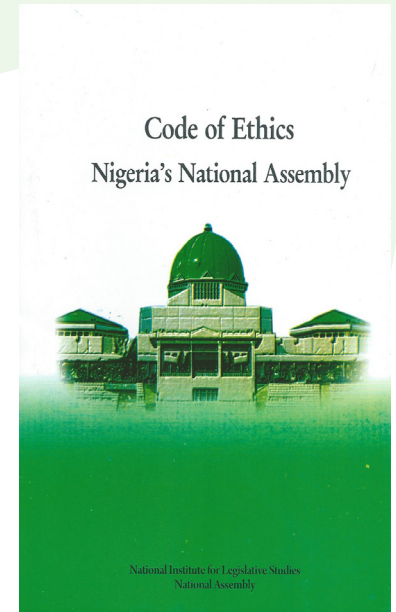 Code of Ethics
Nigeria's National Assembly
National Institute for Legislative Studies
National Assembly